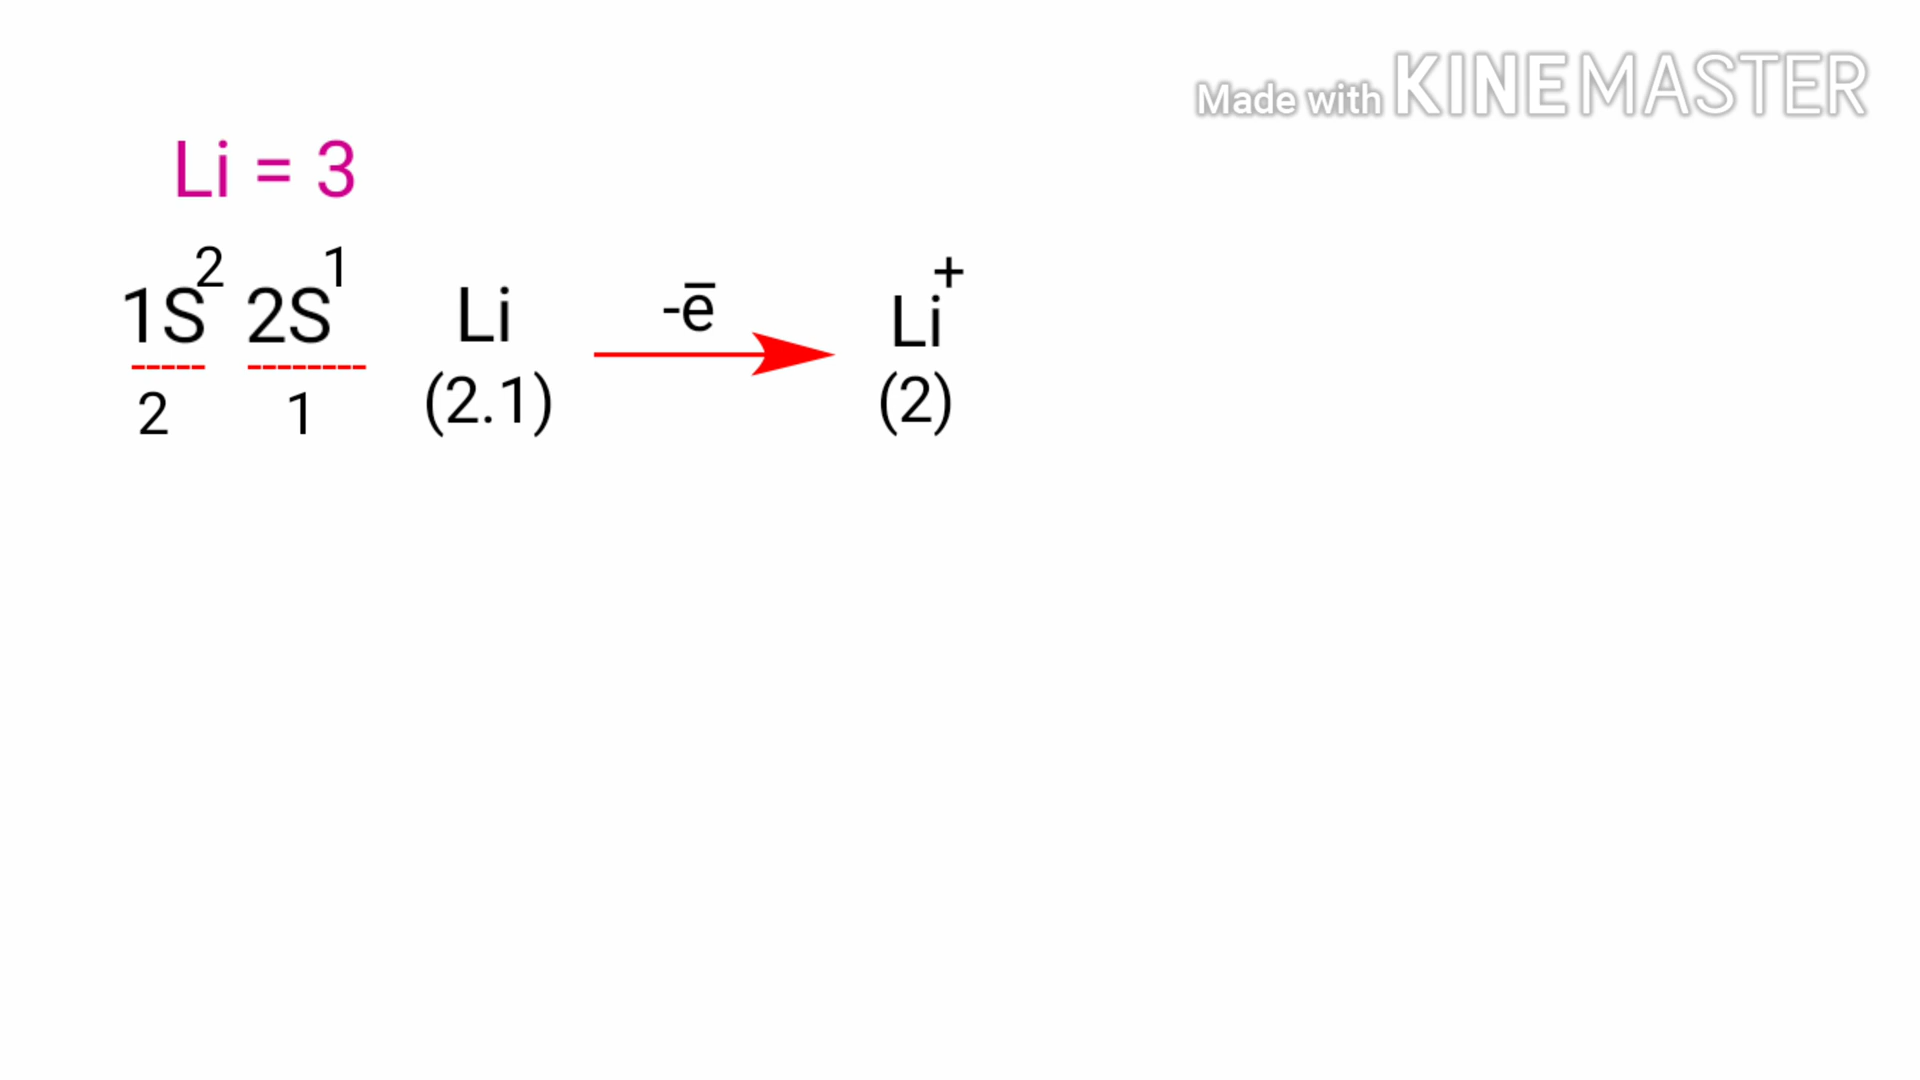 Made with KINEMASTER
Li = 3
1S² 2S¹ Li -e̅ Li⁺
2 1 (2.1) (2)